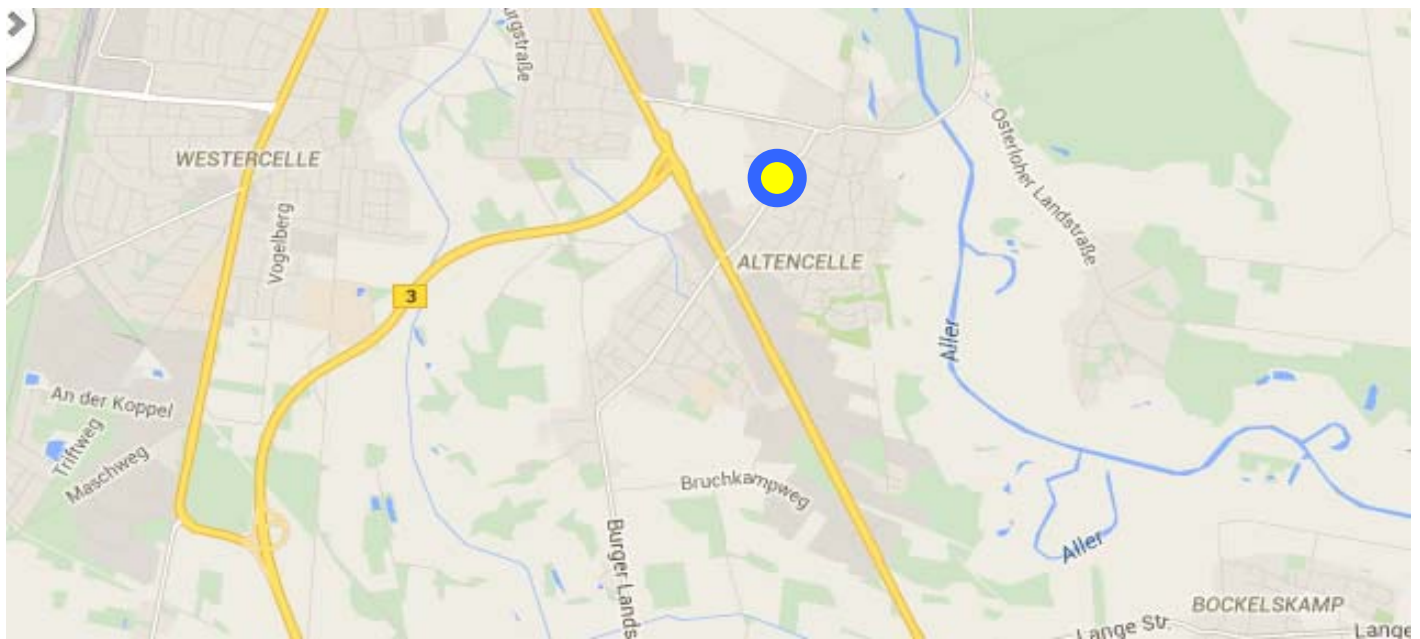 urgstraße
WESTERCELLE
Osterloher Landstraße
Vogelberg
ALTENCELLE
3
Aller
An der Koppel
Triftweg
Maschweg
Bruchkampweg
Burger Lands
Aller
BOCKELSKAMP
Lange Str.
Lange